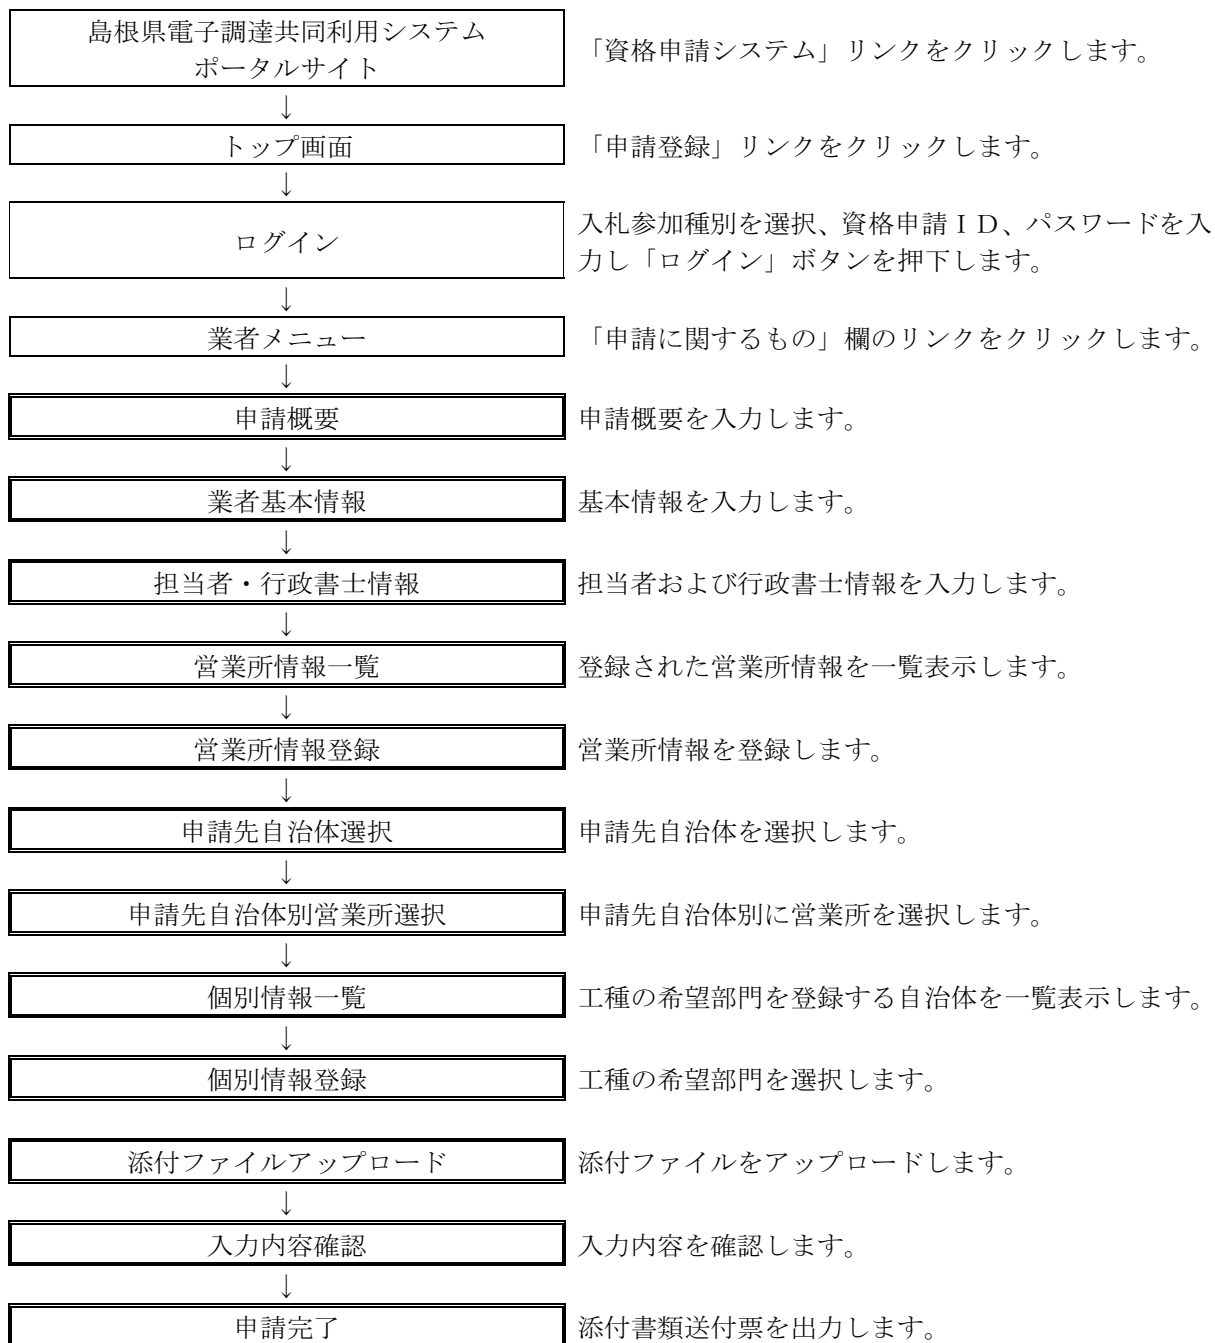 島根県電子調達共同利用システム
ポータルサイト
「資格申請システム」リンクをクリックします。
↓
トップ画面
「申請登録」リンクをクリックします。
↓
ログイン
入札参加種別を選択、資格申請ＩＤ、パスワードを入
力し「ログイン」ボタンを押下します。
↓
業者メニュー
「申請に関するもの」欄のリンクをクリックします。
↓
申請概要
申請概要を入力します。
↓
業者基本情報
基本情報を入力します。
↓
担当者・行政書士情報
担当者および行政書士情報を入力します。
↓
営業所情報一覧
登録された営業所情報を一覧表示します。
↓
営業所情報登録
営業所情報を登録します。
↓
申請先自治体選択
申請先自治体を選択します。
↓
申請先自治体別営業所選択
申請先自治体別に営業所を選択します。
↓
個別情報一覧
工種の希望部門を登録する自治体を一覧表示します。
↓
個別情報登録
工種の希望部門を選択します。
添付ファイルアップロード
添付ファイルをアップロードします。
↓
入力内容確認
入力内容を確認します。
↓
申請完了
添付書類送付票を出力します。